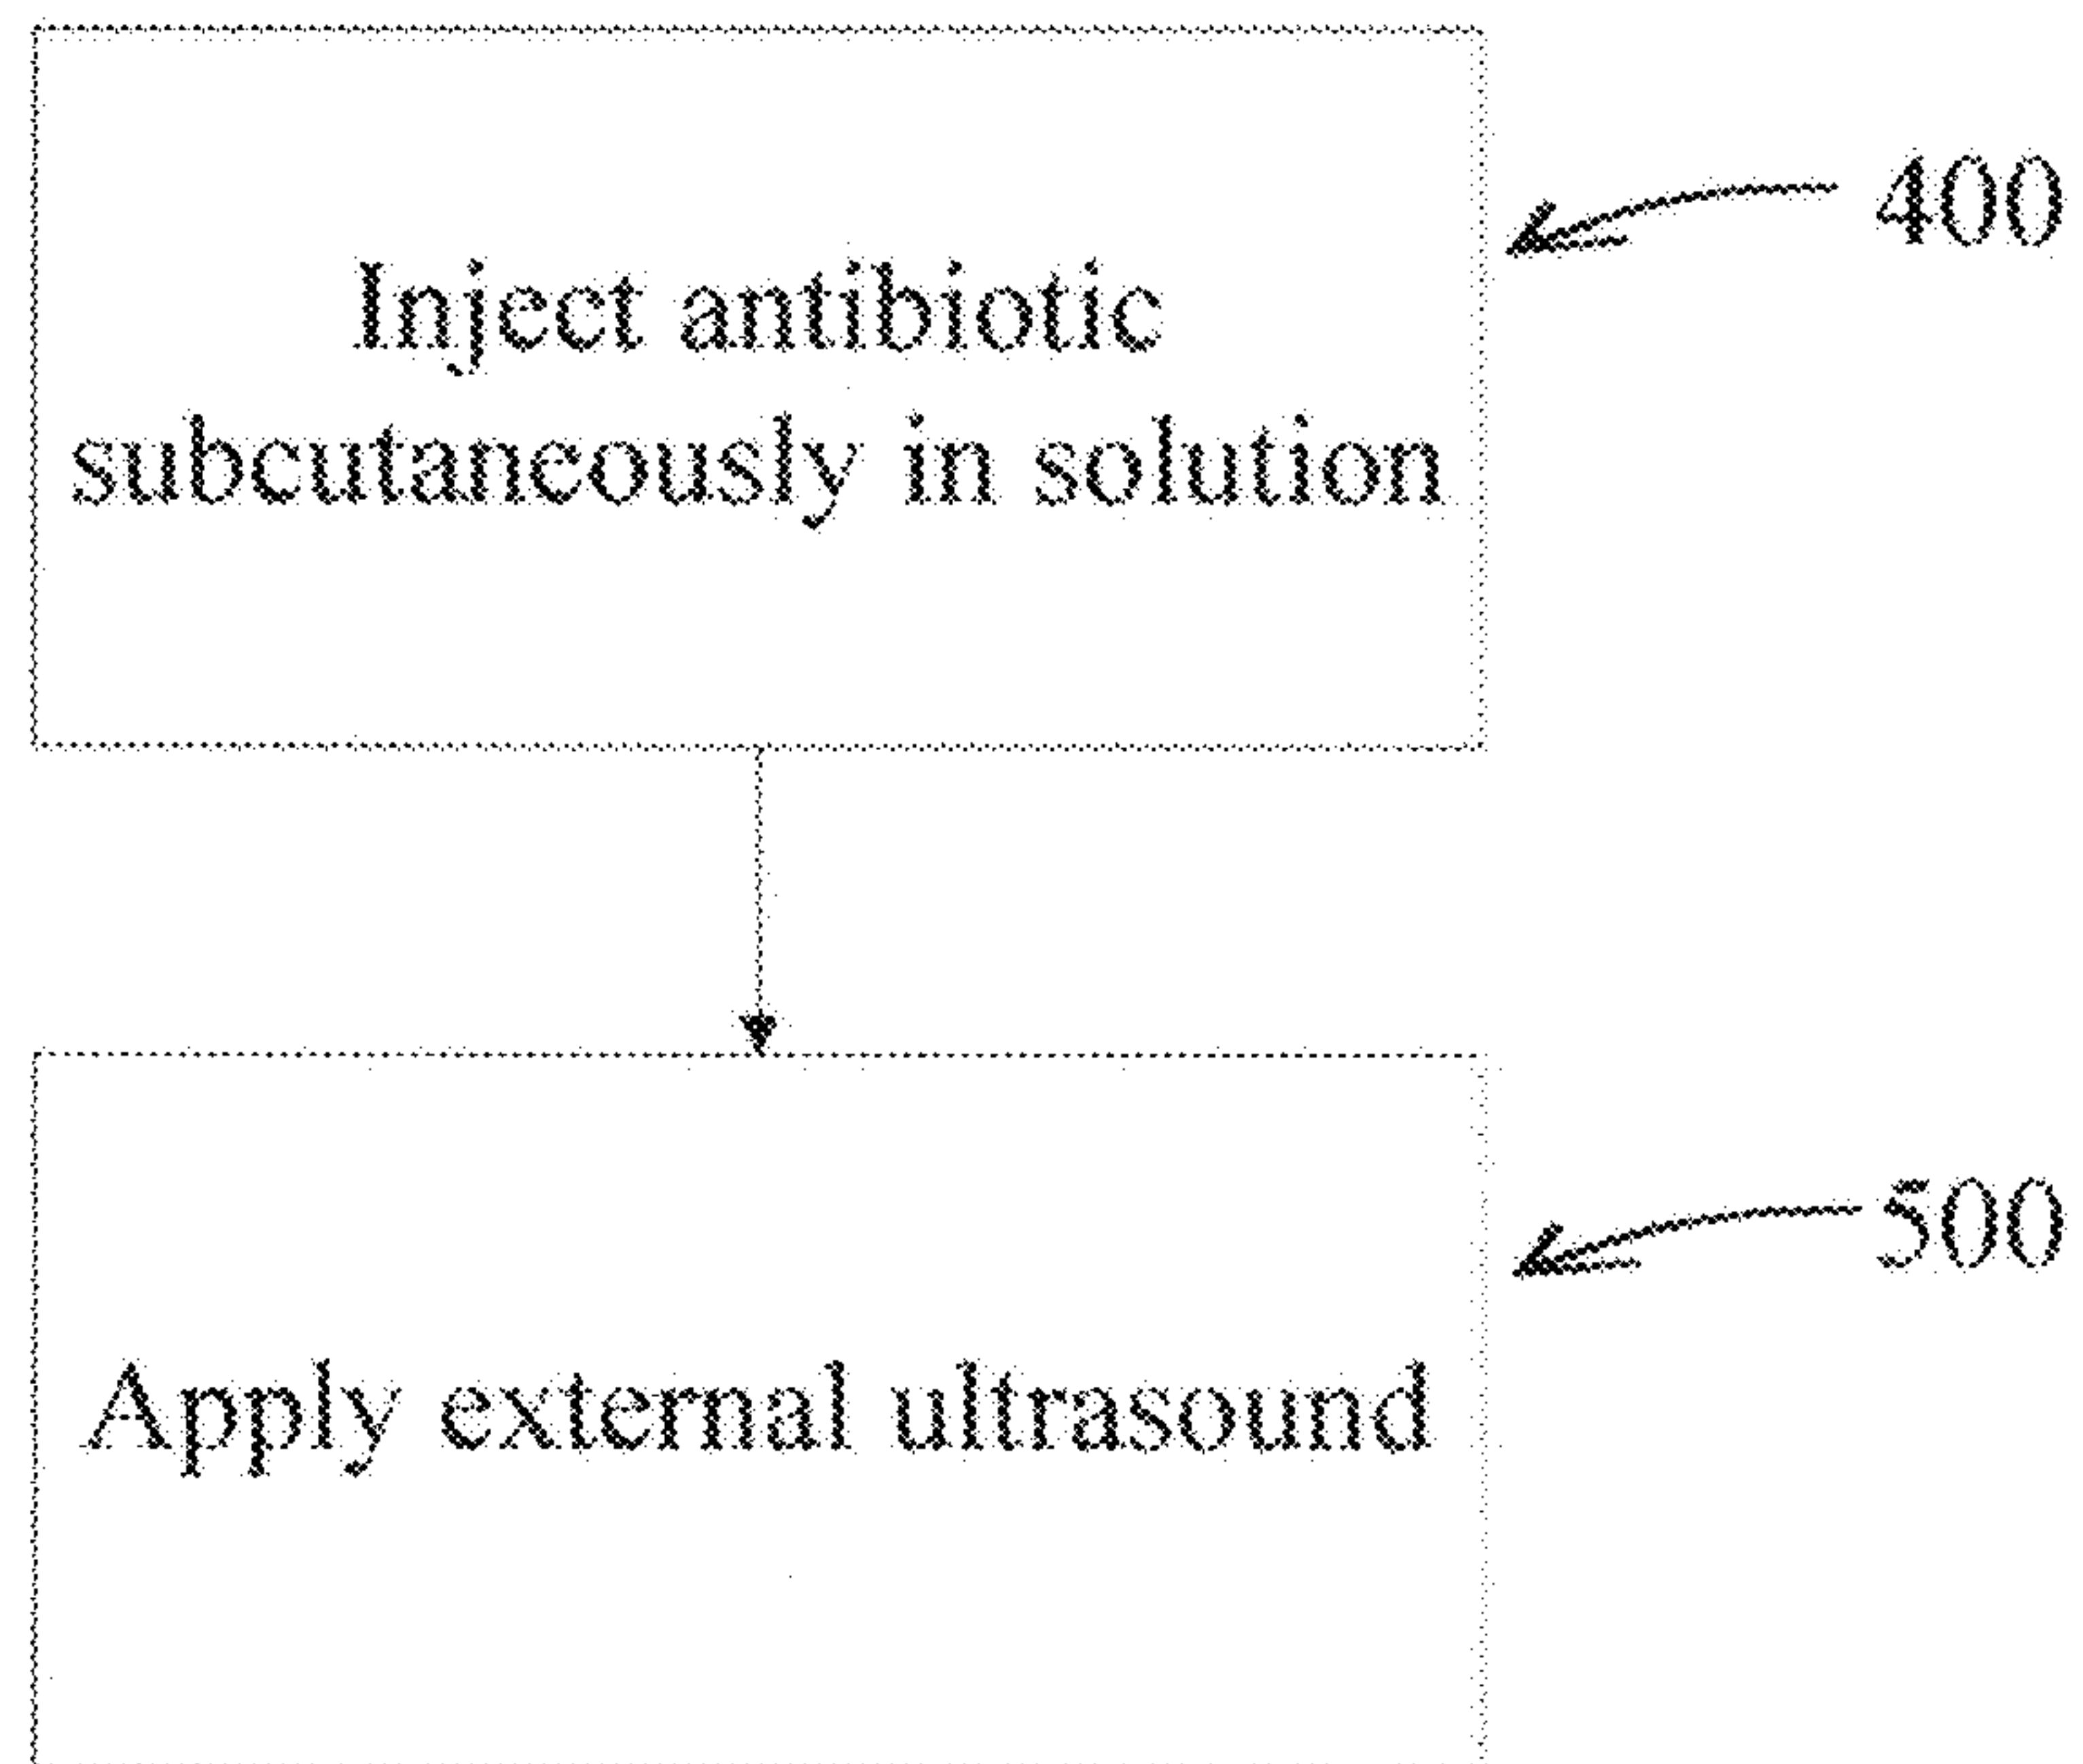 400
Inject antibiotic
subcutaneously in solution
500
Apply external ultrasound